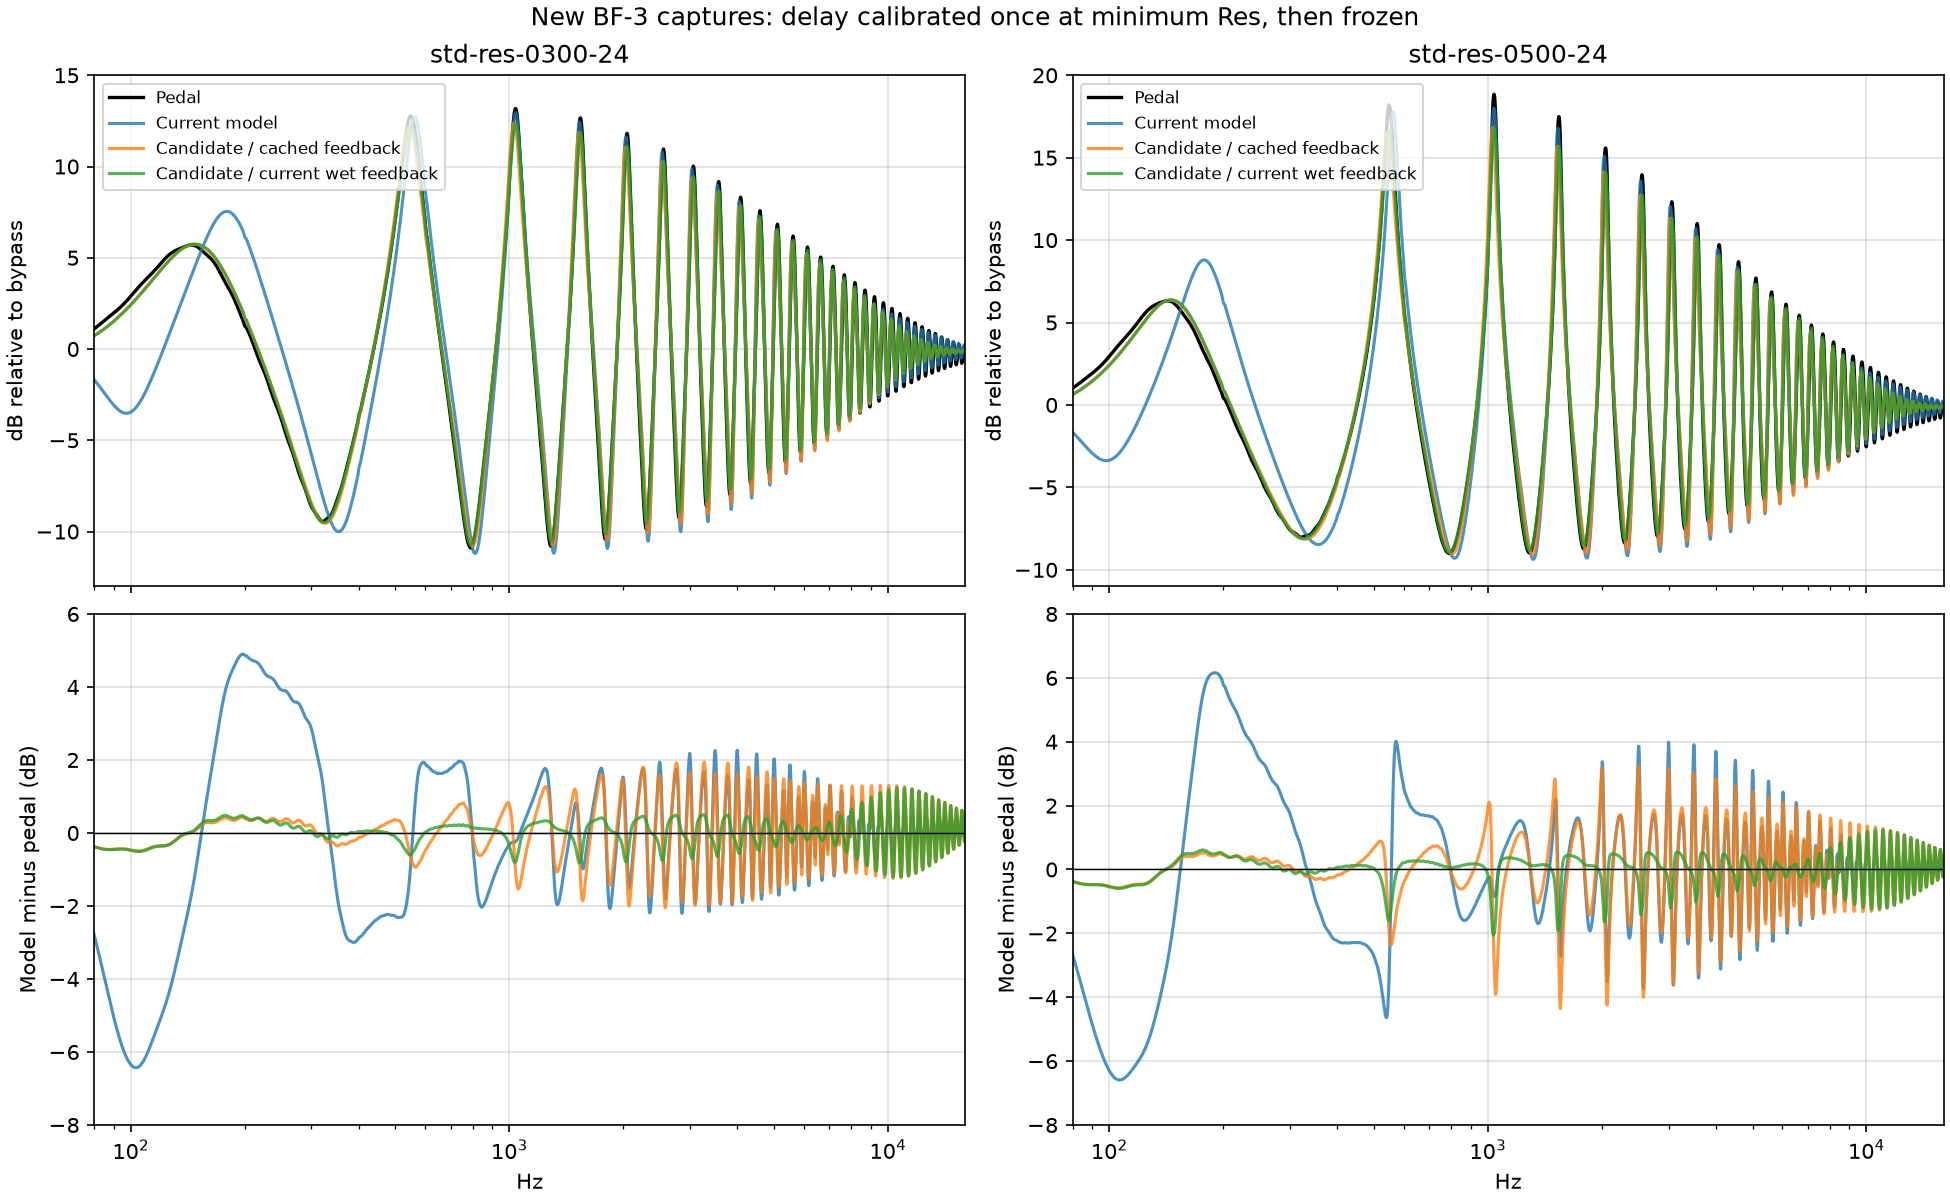 New BF-3 captures: delay calibrated once at minimum Res, then frozen
std-res-0300-24
15
10
5
0
−5
−10
dB relative to bypass
Pedal
Current model
Candidate / cached feedback
Candidate / current wet feedback
std-res-0500-24
20
15
10
5
0
−5
−10
dB relative to bypass
Pedal
Current model
Candidate / cached feedback
Candidate / current wet feedback
6
4
2
0
−2
−4
−6
−8
Model minus pedal (dB)
10² 10³ 10⁴
Hz
8
6
4
2
0
−2
−4
−6
−8
Model minus pedal (dB)
10² 10³ 10⁴
Hz